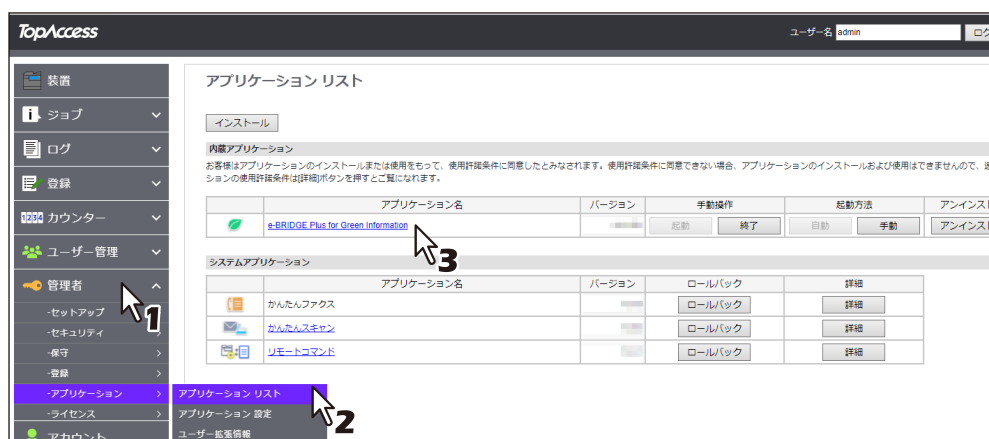 TopAccess
ユーザー名 admin
装置
ジョブ
ログ
登録
1234 カウンター
ユーザー管理
管理者
-セットアップ
-セキュリティ
-保守
-登録
-アプリケーション
-ライセンス
アカウント
アプリケーション リスト
アプリケーション 設定
ユーザー拡張情報
1
2
アプリケーション リスト
インストール
内蔵アプリケーション
お客様はアプリケーションのインストールまたは使用をもって、使用許諾条件に同意したとみなされます。使用許諾条件に同意できない場合、アプリケーションのインストールおよび使用はできませんので、
ションの使用許諾条件は[詳細]ボタンを押すとご覧になれます。
アプリケーション名 バージョン 手動操作 起動方法 アンインス
e-BRIDGE Plus for Green Information 起動 終了 自動 手動 アンインス
3
システムアプリケーション
アプリケーション名 バージョン ロールバック 詳細
かんたんファクス ロールバック 詳細
かんたんスキャン ロールバック 詳細
リモートコマンド ロールバック 詳細